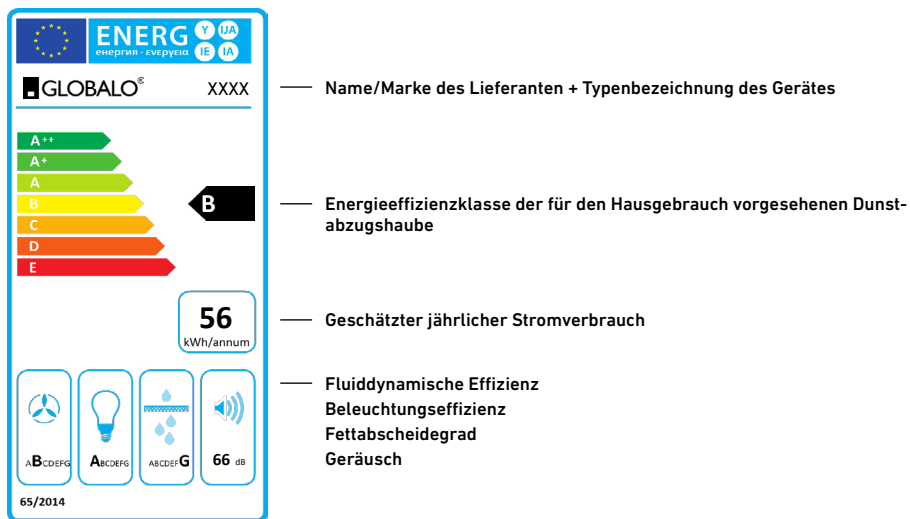 ENERG Y IJA
енергия · ενεργεια IE IA
GLOBALO® XXXX
Name/Marke des Lieferanten + Typenbezeichnung des Gerätes
A++
A+
A
B
C
D
E
B
Energieeffizienzklasse der für den Hausgebrauch vorgesehenen Dunst-
abzugshaube
56
kWh/annum
Geschätzter jährlicher Stromverbrauch
Fluiddynamische Effizienz
Beleuchtungseffizienz
Fettabscheidegrad
Geräusch
ABCDEFG
ABCDEFG
ABCDEFG
66 dB
65/2014